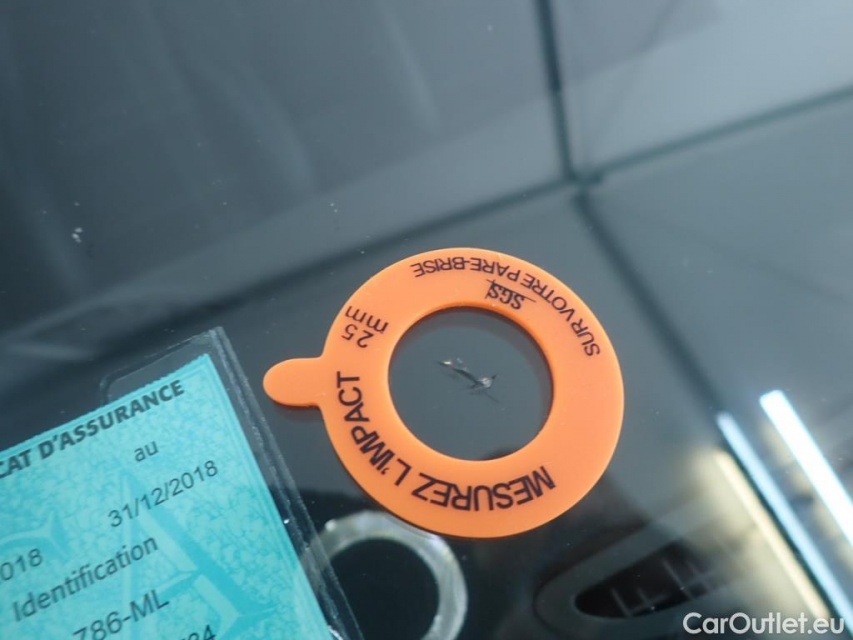 MESUREZ L'IMPACT
25
mm
SUR VOTRE PARE-BRISE
SGS
CAT D'ASSURANCE
au
31/12/2018
018
Identification
786-ML
CarOutlet.eu